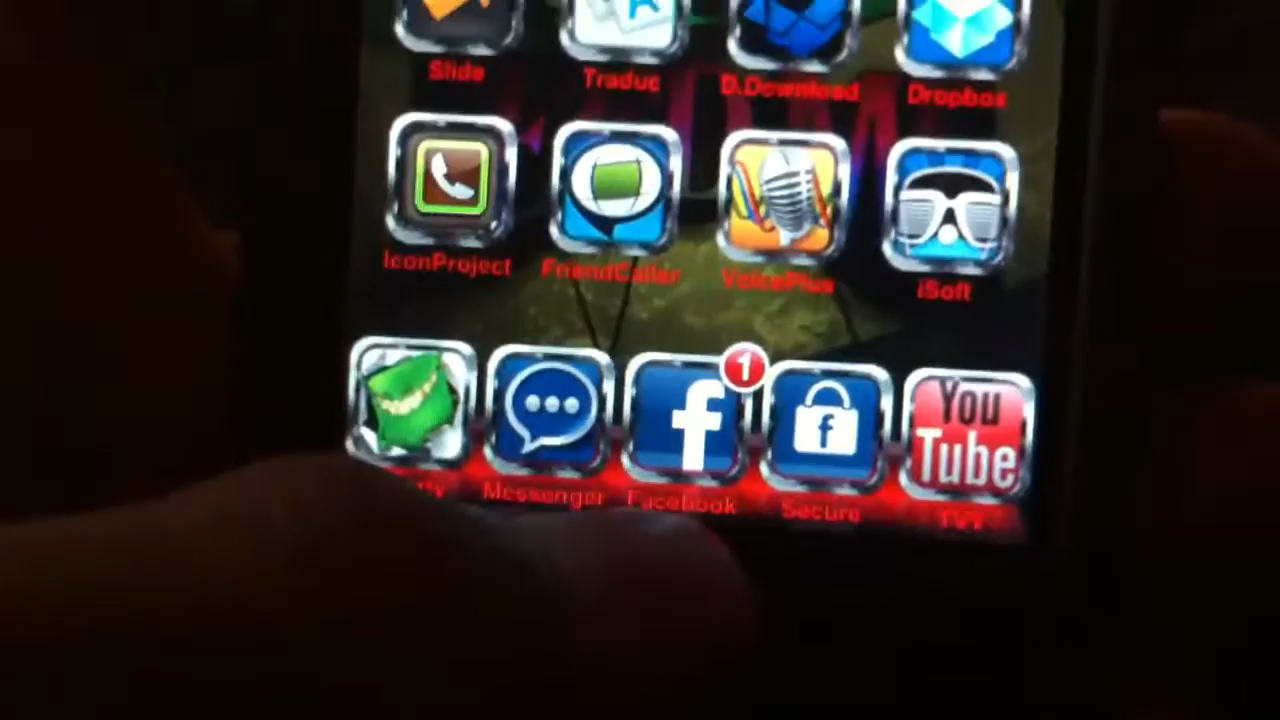 Slide Traduc D.Download Dropbox
IconProject FriendCaller VoicePlus iSoft
1
f f You
Tube
Messenger Facebook Secure